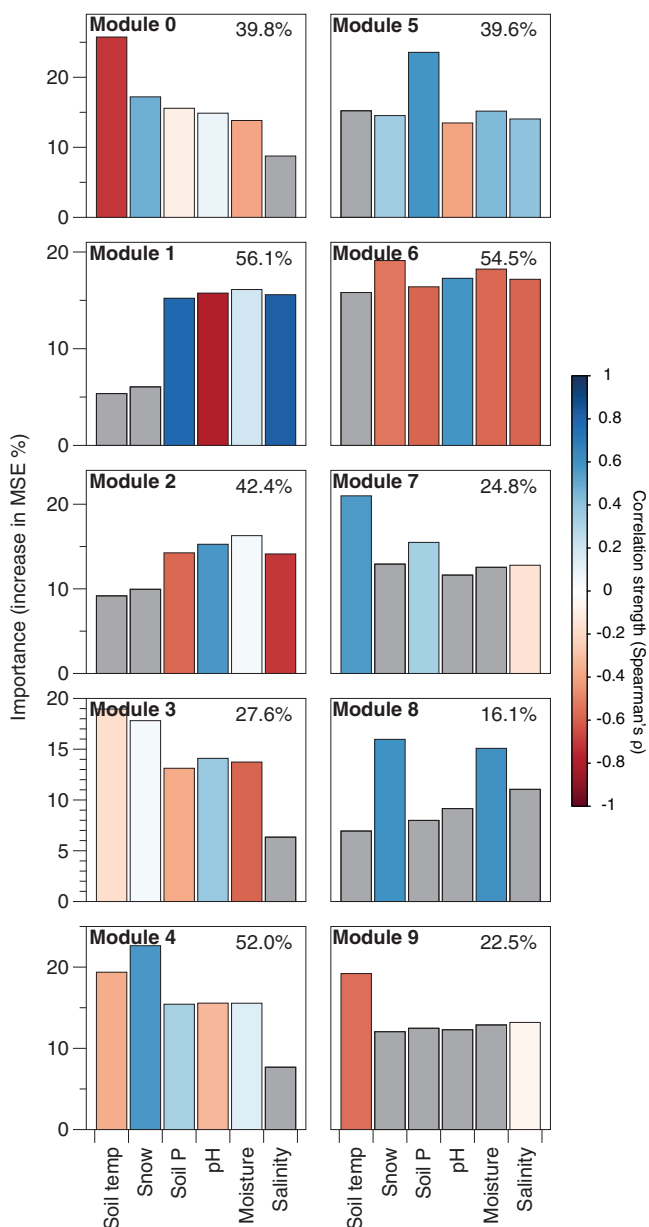 Module 0 39.8%
Module 5 39.6%
20
10
0
Module 1 56.1%
Module 6 54.5%
20
10
0
Module 2 42.4%
Module 7 24.8%
20
10
0
Module 3 27.6%
Module 8 16.1%
20
15
10
5
0
Module 4 52.0%
Module 9 22.5%
20
10
0
Importance (increase in MSE %)
Soil temp
Snow
Soil P
pH
Moisture
Salinity
Soil temp
Snow
Soil P
pH
Moisture
Salinity
1
0.8
0.6
0.4
0.2
0
-0.2
-0.4
-0.6
-0.8
-1
Correlation strength (Spearman's ρ)